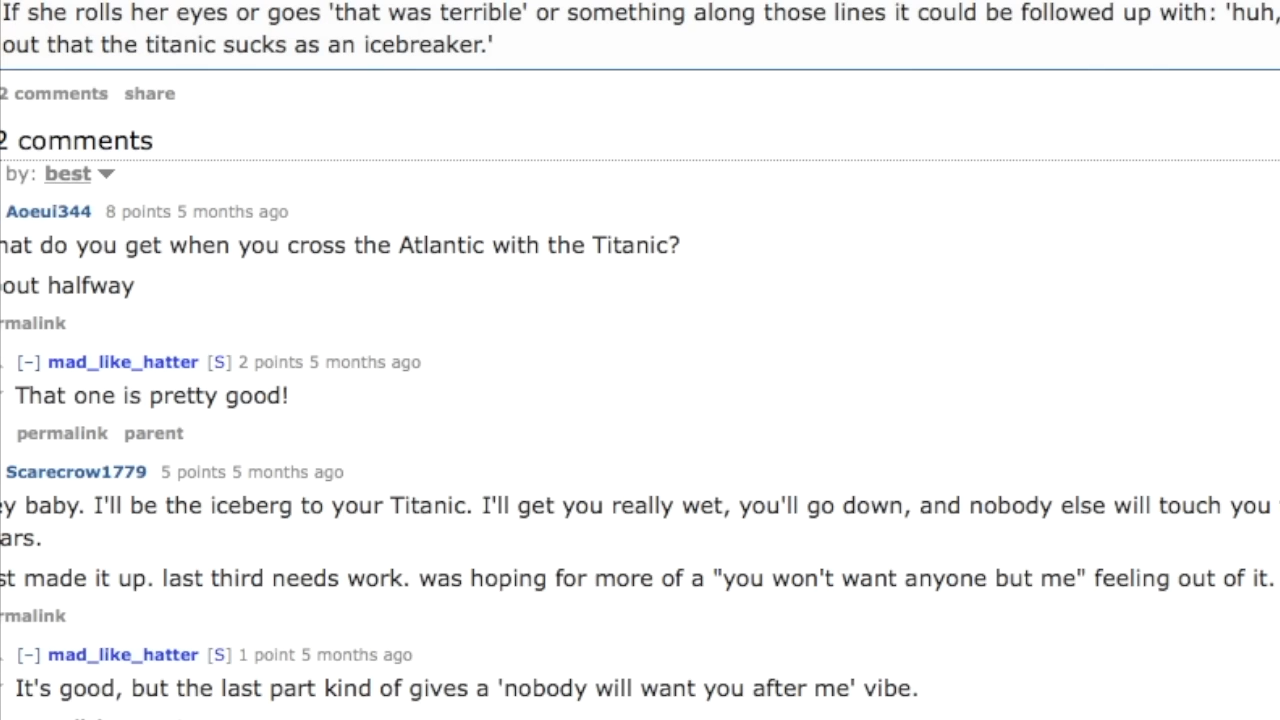 If she rolls her eyes or goes 'that was terrible' or something along those lines it could be followed up with: 'huh,
out that the titanic sucks as an icebreaker.'
2 comments share
2 comments
by: best
Aoeui344 8 points 5 months ago
hat do you get when you cross the Atlantic with the Titanic?
out halfway
rmalink
[–] mad_like_hatter [S] 2 points 5 months ago
That one is pretty good!
permalink parent
Scarecrow1779 5 points 5 months ago
ey baby. I'll be the iceberg to your Titanic. I'll get you really wet, you'll go down, and nobody else will touch you
ars.
st made it up. last third needs work. was hoping for more of a "you won't want anyone but me" feeling out of it.
rmalink
[–] mad_like_hatter [S] 1 point 5 months ago
It's good, but the last part kind of gives a 'nobody will want you after me' vibe.